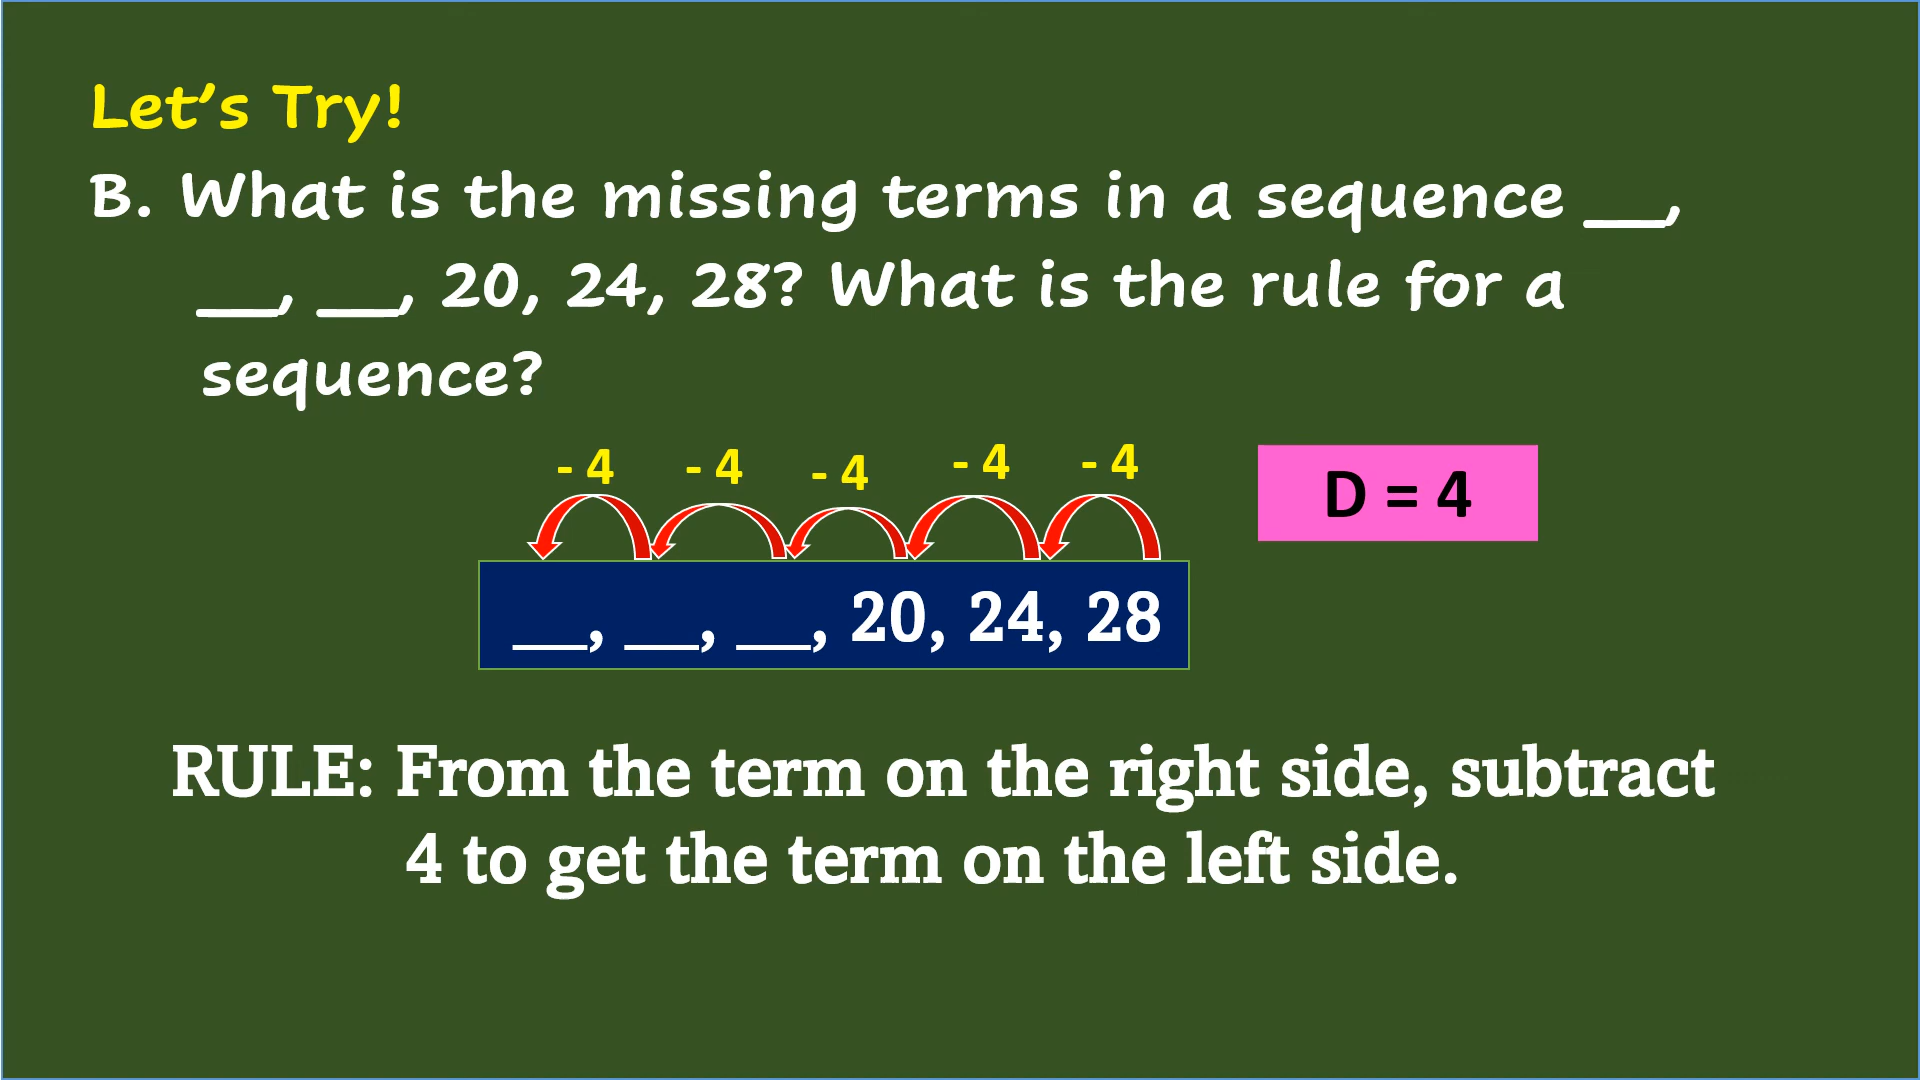 Let's Try!
B. What is the missing terms in a sequence __,
__, __, 20, 24, 28? What is the rule for a
sequence?
- 4 - 4 - 4 - 4 - 4
D = 4
__, __, __, 20, 24, 28
RULE: From the term on the right side, subtract
4 to get the term on the left side.